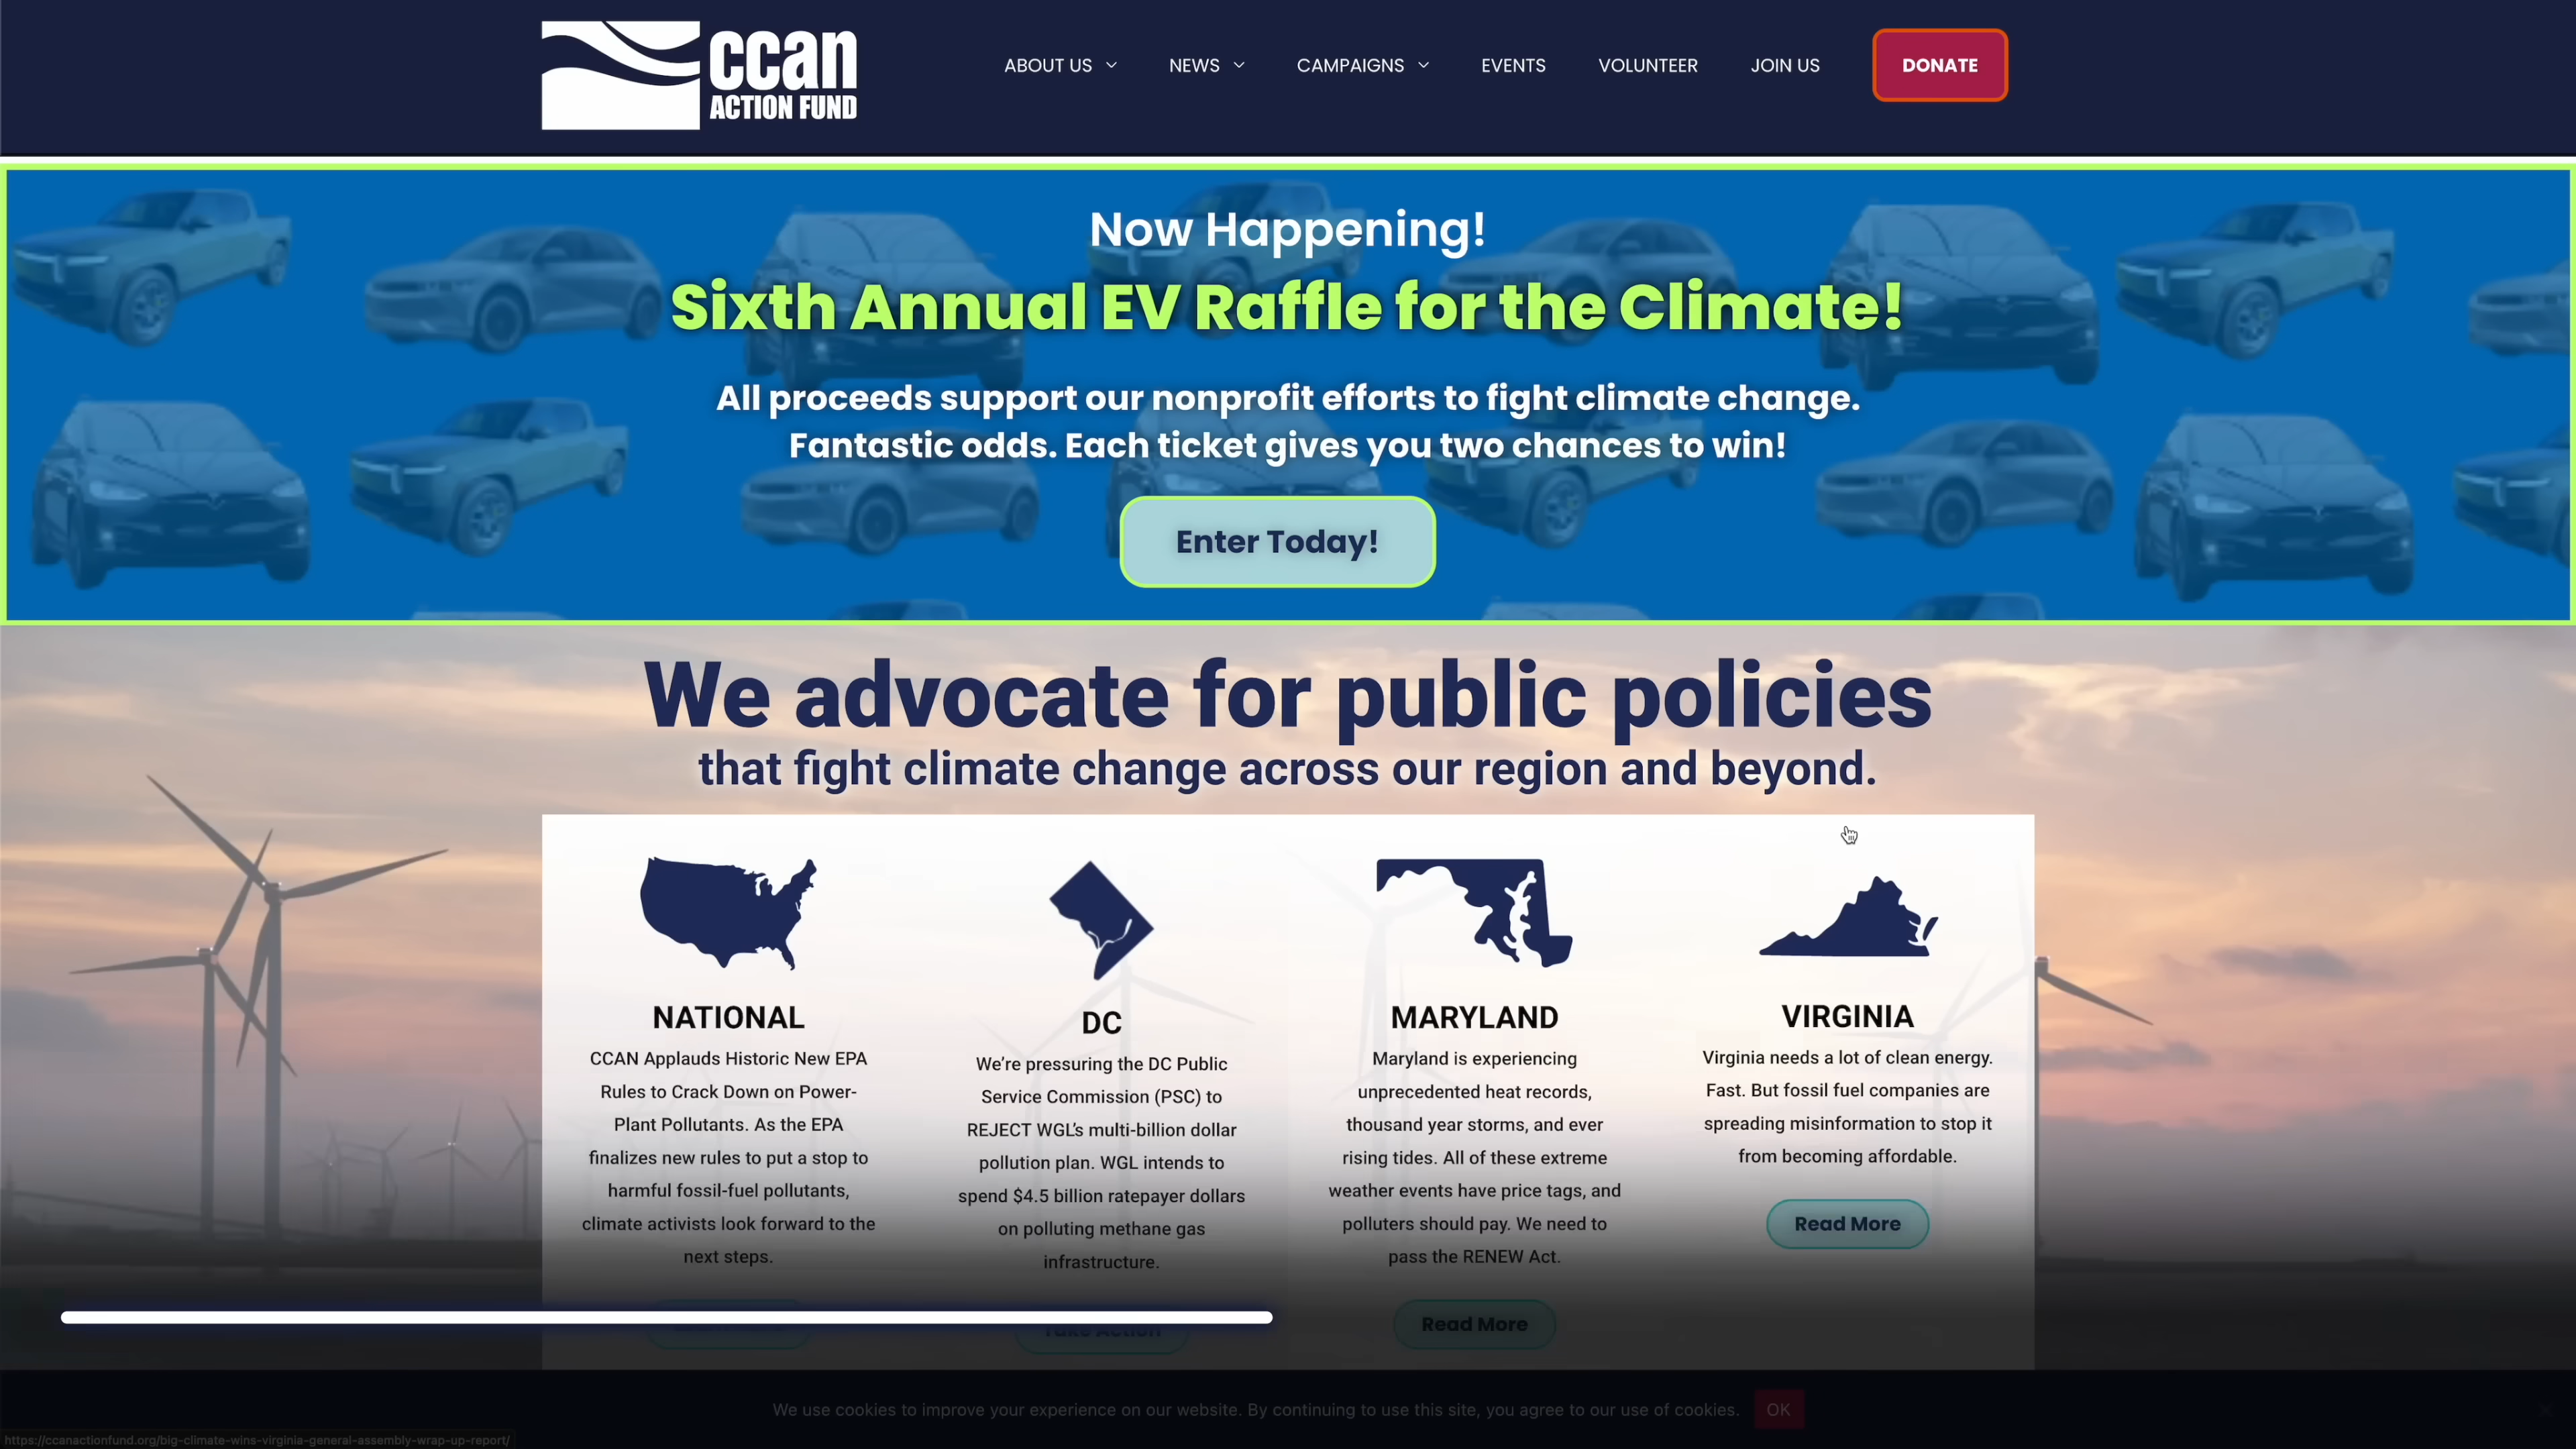 ccan
ACTION FUND
ABOUT US
NEWS
CAMPAIGNS
EVENTS
VOLUNTEER
JOIN US
DONATE
Now Happening!
Sixth Annual EV Raffle for the Climate!
All proceeds support our nonprofit efforts to fight climate change.
Fantastic odds. Each ticket gives you two chances to win!
Enter Today!
We advocate for public policies
that fight climate change across our region and beyond.
NATIONAL
CCAN Applauds Historic New EPA
Rules to Crack Down on Power-
Plant Pollutants. As the EPA
finalizes new rules to put a stop to
harmful fossil-fuel pollutants,
climate activists look forward to the
next steps.
DC
We're pressuring the DC Public
Service Commission (PSC) to
REJECT WGL's multi-billion dollar
pollution plan. WGL intends to
spend $4.5 billion ratepayer dollars
on polluting methane gas
infrastructure.
Take Action
MARYLAND
Maryland is experiencing
unprecedented heat records,
thousand year storms, and ever
rising tides. All of these extreme
weather events have price tags, and
polluters should pay. We need to
pass the RENEW Act.
Read More
VIRGINIA
Virginia needs a lot of clean energy.
Fast. But fossil fuel companies are
spreading misinformation to stop it
from becoming affordable.
Read More
We use cookies to improve your experience on our website. By continuing to use this site, you agree to our use of cookies.
OK
https://ccanactionfund.org/big-climate-wins-virginia-general-assembly-wrap-up-report/